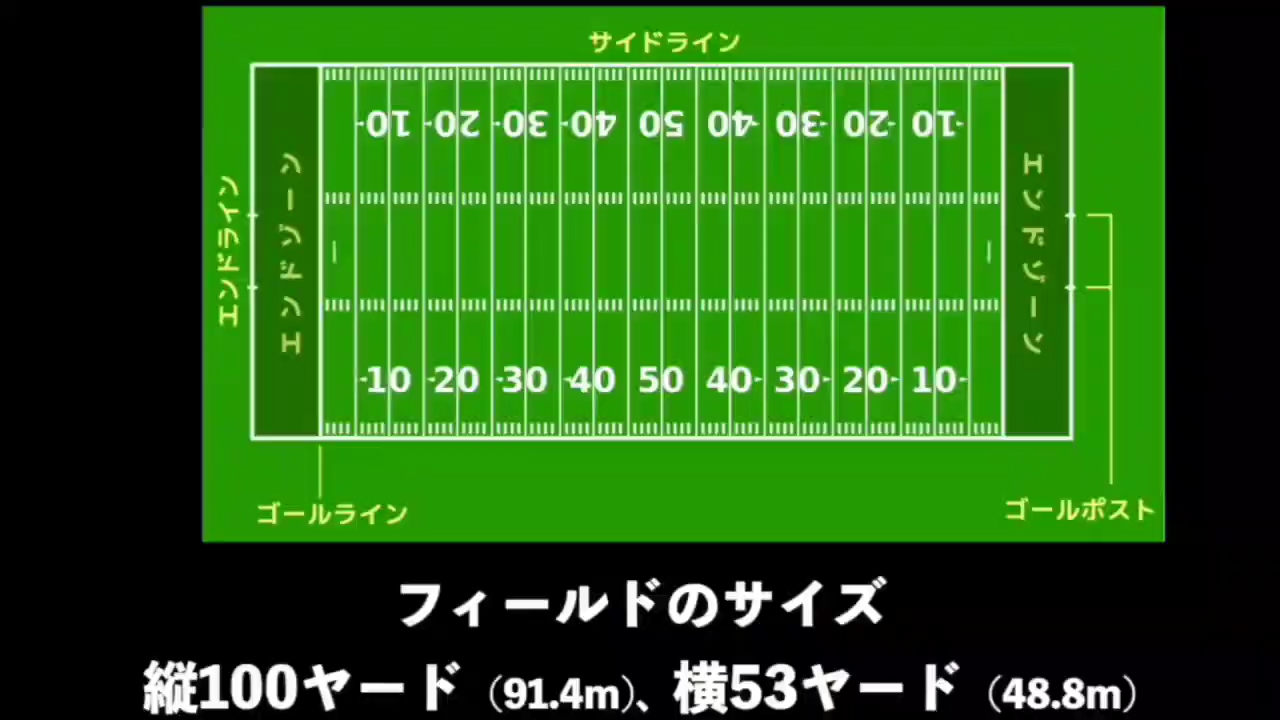 サイドライン
10 20 30 40 50 40 30 20 10
エンドライン
エンドゾーン
エンドゾーン
10 20 30 40 50 40 30 20 10
ゴールライン
ゴールポスト
フィールドのサイズ
縦100ヤード（91.4m）、横53ヤード（48.8m）